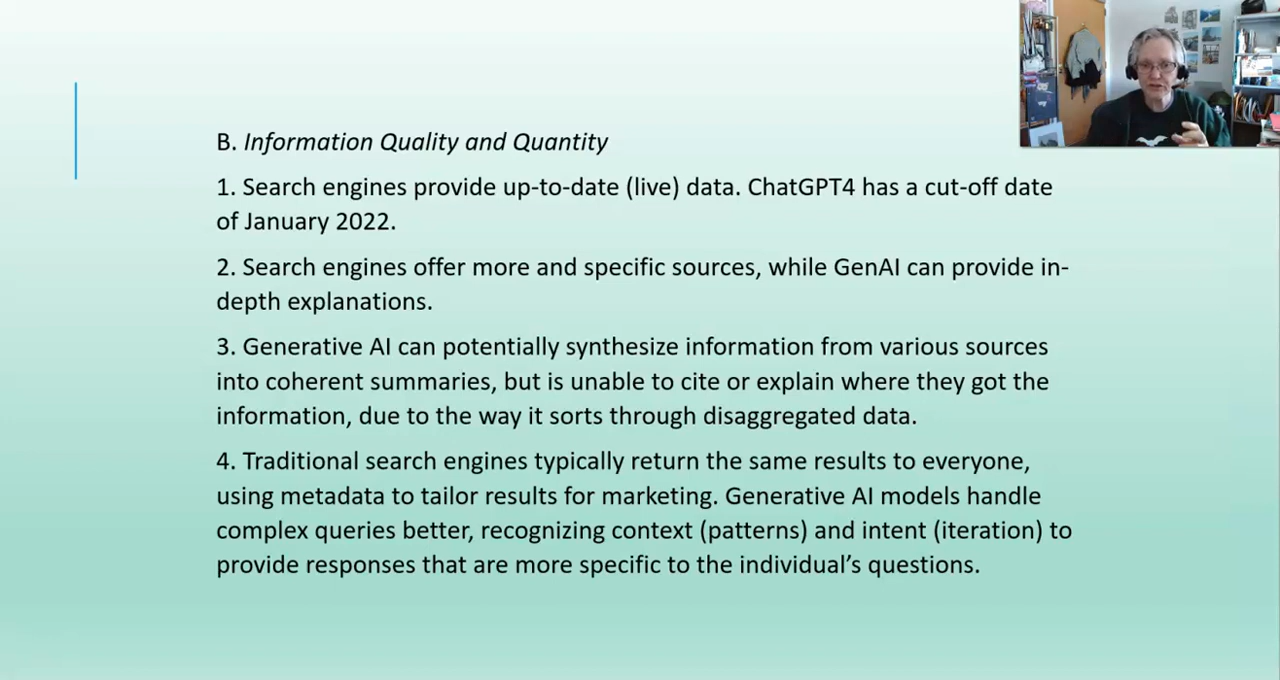 B. Information Quality and Quantity
1. Search engines provide up-to-date (live) data. ChatGPT4 has a cut-off date
of January 2022.
2. Search engines offer more and specific sources, while GenAI can provide in-
depth explanations.
3. Generative AI can potentially synthesize information from various sources
into coherent summaries, but is unable to cite or explain where they got the
information, due to the way it sorts through disaggregated data.
4. Traditional search engines typically return the same results to everyone,
using metadata to tailor results for marketing. Generative AI models handle
complex queries better, recognizing context (patterns) and intent (iteration) to
provide responses that are more specific to the individual’s questions.